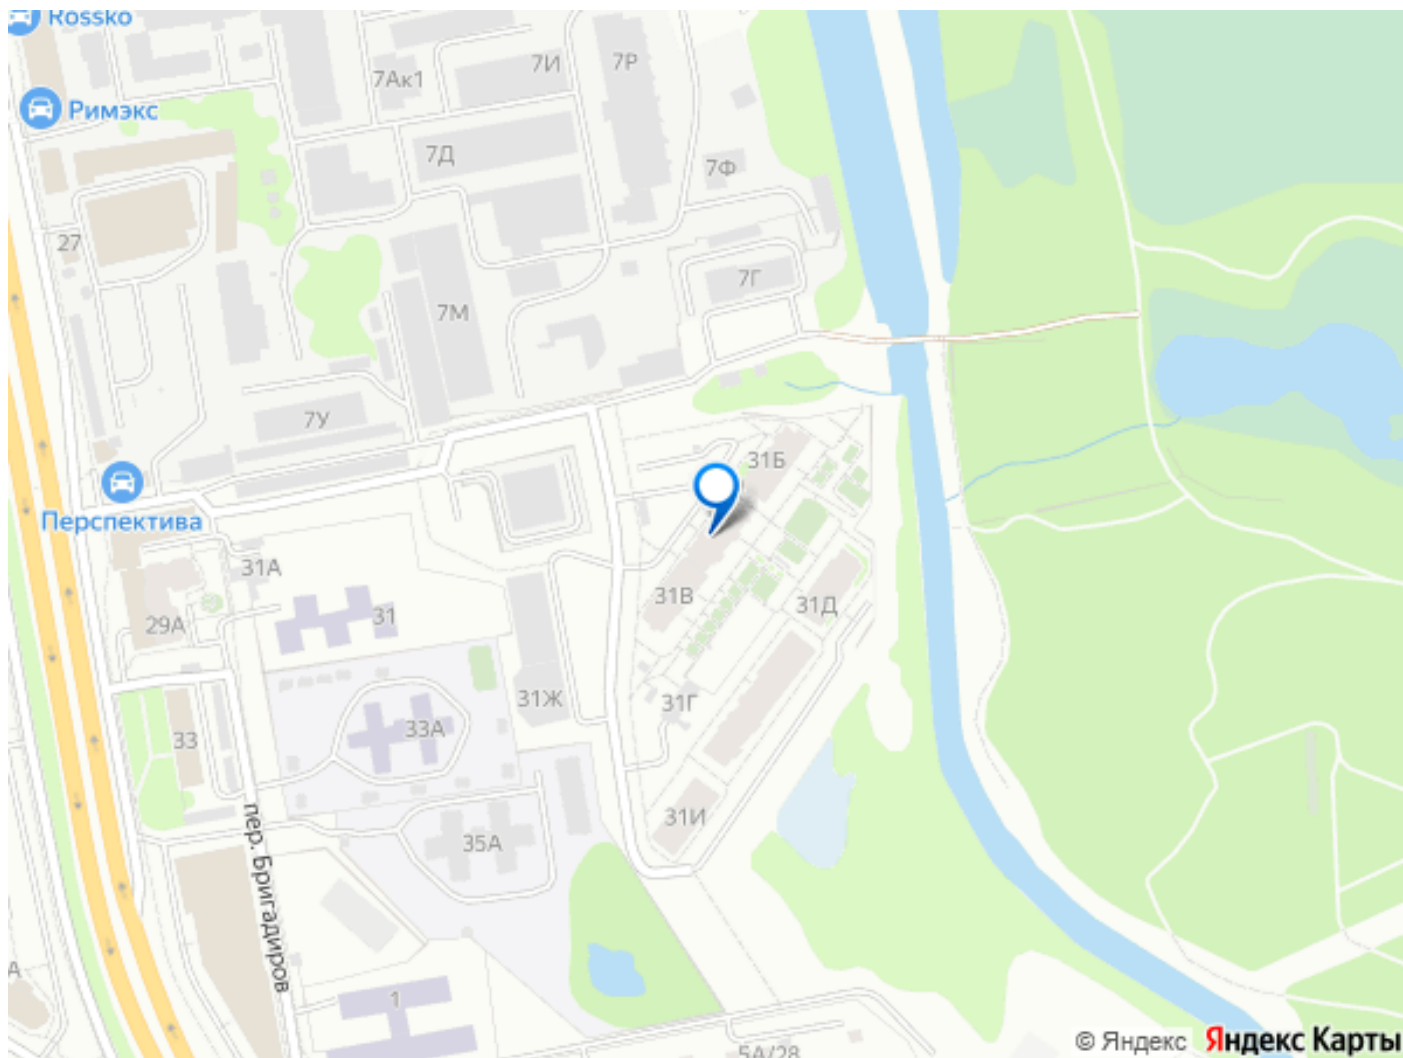 Rossko
7Ак1
7И
7Р
Римэкс
7Д
7Ф
27
7Г
7М
7У
31Б
Перспектива
31А
31В
31Д
31
29А
31Ж
31Г
33А
33
31И
35А
пер. Бригадиров
А
1
5А/28
© Яндекс Яндекс Карты